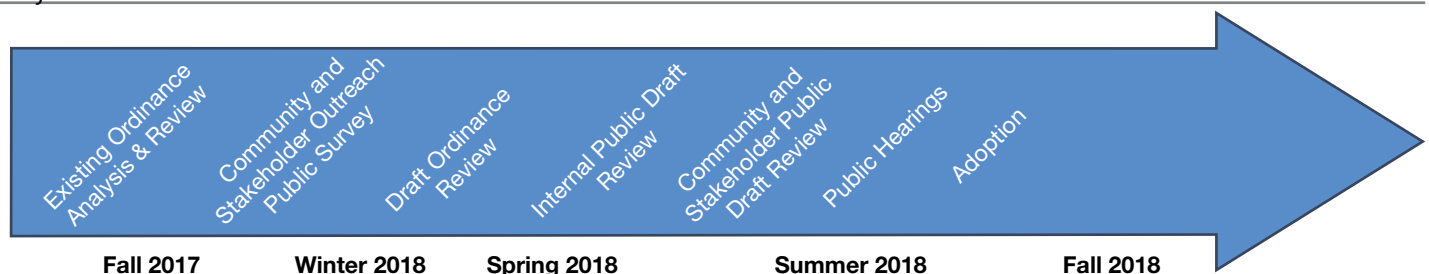 Existing Ordinance
Analysis & Review
Community and
Stakeholder Outreach
Public Survey
Draft Ordinance
Review
Internal Public Draft
Review
Community and
Stakeholder Public
Draft Review
Public Hearings
Adoption
Fall 2017
Winter 2018
Spring 2018
Summer 2018
Fall 2018